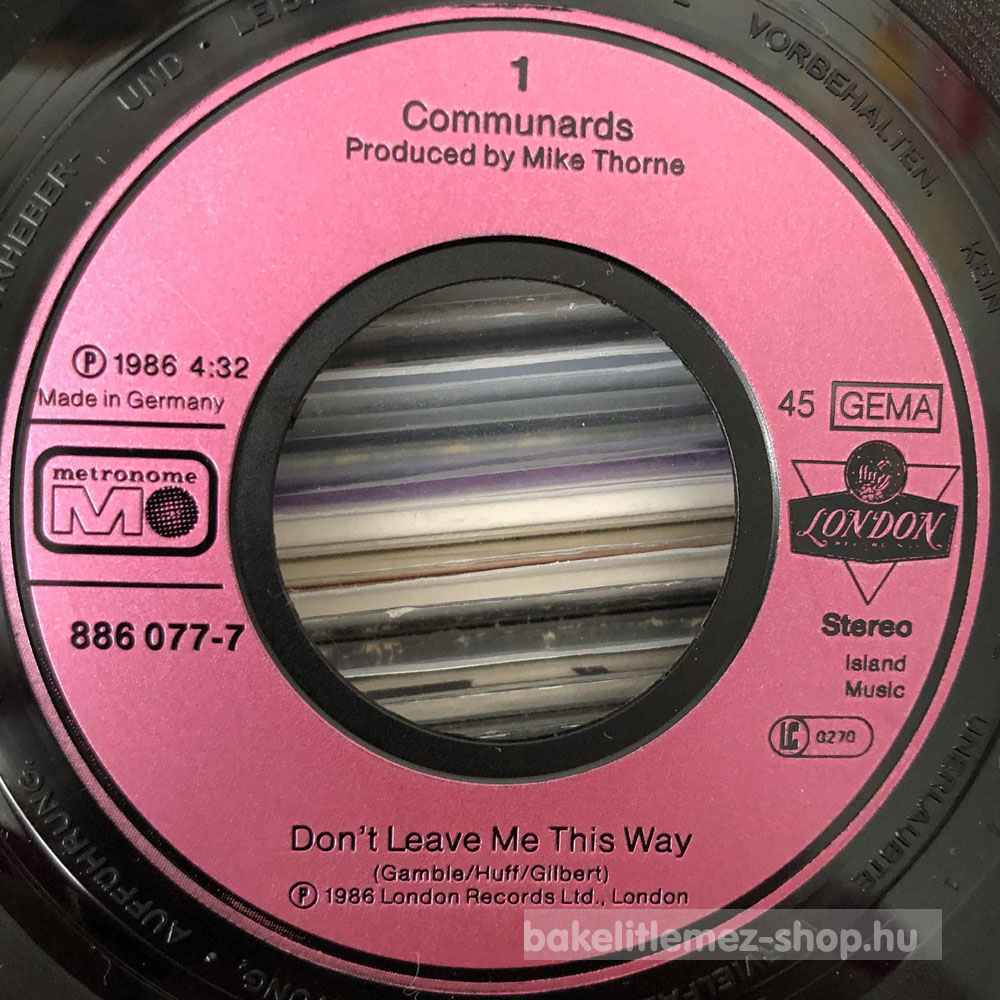 1
Communards
Produced by Mike Thorne
℗ 1986 4:32
Made in Germany
metronome
886 077-7
45 GEMA
LONDON
Stereo
Island
Music
LC 0270
Don't Leave Me This Way
(Gamble/Huff/Gilbert)
℗ 1986 London Records Ltd., London
UND
VORBEHALTEN.
KEIN
AUFFÜHRUNG,
bakelitlemez-shop.hu